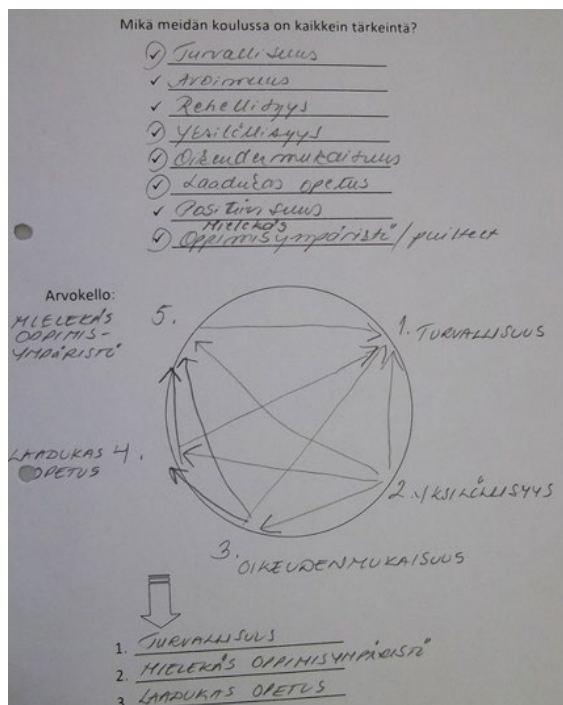 Mikä meidän koulussa on kaikkein tärkeintä?
✓ Turvallisuus
✓ Avoimuus
✓ Rehellisyys
✓ Yksilöllisyys
✓ Oikeudenmukaisuus
✓ Laadukas opetus
✓ Positiivisuus
Mielekäs
✓ Oppimisympäristö / puitteet
Arvokello:
MIELEKÄS OPPIMIS-YMPÄRISTÖ 5.
1. TURVALLISUUS
LAADUKAS OPETUS 4.
2. YKSILÖLLISYYS
3. OIKEUDENMUKAISUUS
1. TURVALLISUUS
2. MIELEKÄS OPPIMISYMPÄRISTÖ
3. LAADUKAS OPETUS